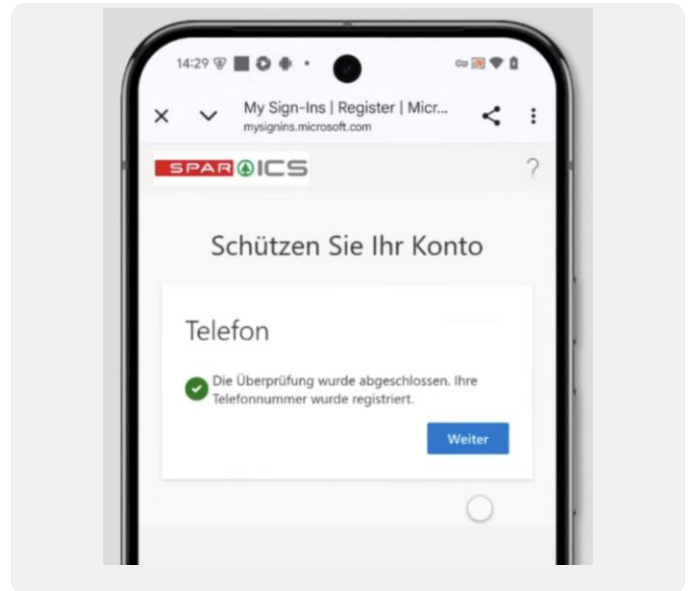 14:29
My Sign-Ins | Register | Micr...
mysignins.microsoft.com
SPAR ICS
?
Schützen Sie Ihr Konto
Telefon
Die Überprüfung wurde abgeschlossen. Ihre
Telefonnummer wurde registriert.
Weiter